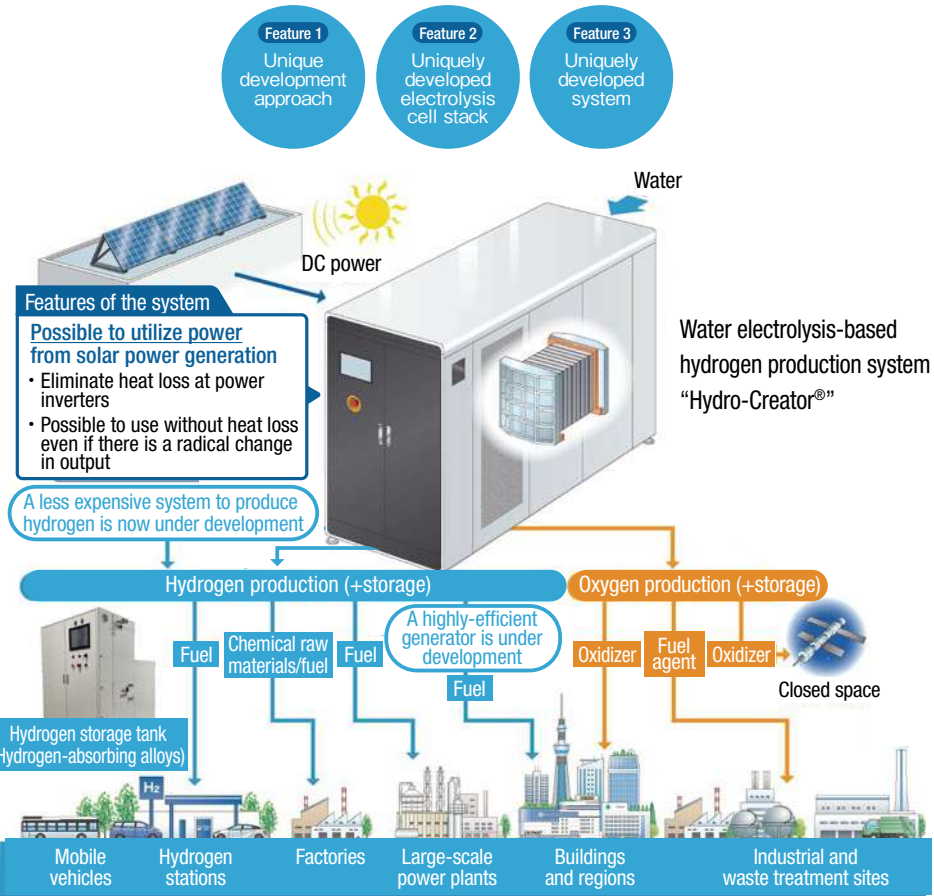 Feature 1
Unique
development
approach
Feature 2
Uniquely
developed
electrolysis
cell stack
Feature 3
Uniquely
developed
system
Water
DC power
Features of the system
Possible to utilize power
from solar power generation
・Eliminate heat loss at power
inverters
・Possible to use without heat loss
even if there is a radical change
in output
Water electrolysis-based
hydrogen production system
“Hydro-Creator®”
A less expensive system to produce
hydrogen is now under development
Hydrogen production (+storage)
Oxygen production (+storage)
Fuel
Chemical raw
materials/fuel
Fuel
A highly-efficient
generator is under
development
Fuel
Oxidizer
Fuel
agent
Oxidizer
Closed space
Hydrogen storage tank
Hydrogen-absorbing alloys)
H2
Mobile
vehicles
Hydrogen
stations
Factories
Large-scale
power plants
Buildings
and regions
Industrial and
waste treatment sites